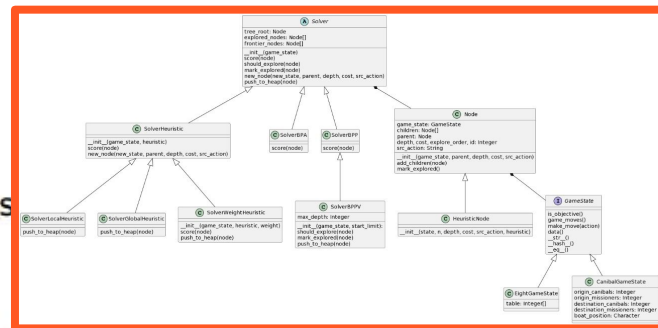 A Solver
tree_root: Node
explored_nodes: Node[]
frontier_nodes: Node[]
__init__(game_state)
score(node)
should_explore(node)
mark_explored(node)
new_node(new_state, parent, depth, cost, src_action)
push_to_heap(node)
C SolverHeuristic
__init__(game_state, heuristic)
score(node)
new_node(new_state, parent, depth, cost, src_action)
C SolverBPA
score(node)
C SolverBPP
score(node)
C Node
game_state: GameState
children: Node[]
parent: Node
depth, cost, explore_order, id: Integer
src_action: String
__init__(game_state, parent, depth, cost, src_action)
add_children(node)
mark_explored()
s
C SolverLocalHeuristic
push_to_heap(node)
C SolverGlobalHeuristic
push_to_heap(node)
C SolverWeightHeuristic
__init__(game_state, heuristic, weight)
score(node)
push_to_heap(node)
C SolverBPPV
max_depth: Integer
__init__(game_state, start_limit):
should_explore(node)
mark_explored(node)
push_to_heap(node)
C HeuristicNode
__init__(state, n, depth, cost, src_action, heuristic)
I GameState
is_objective()
game_moves()
make_move(action)
data()
__str__()
__hash__()
__eq__()
C EightGameState
table: Integer[]
C CanibalGameState
origin_canibals: Integer
origin_missioners: Integer
destination_canibals: Integer
destination_missioners: Integer
boat_position: Character